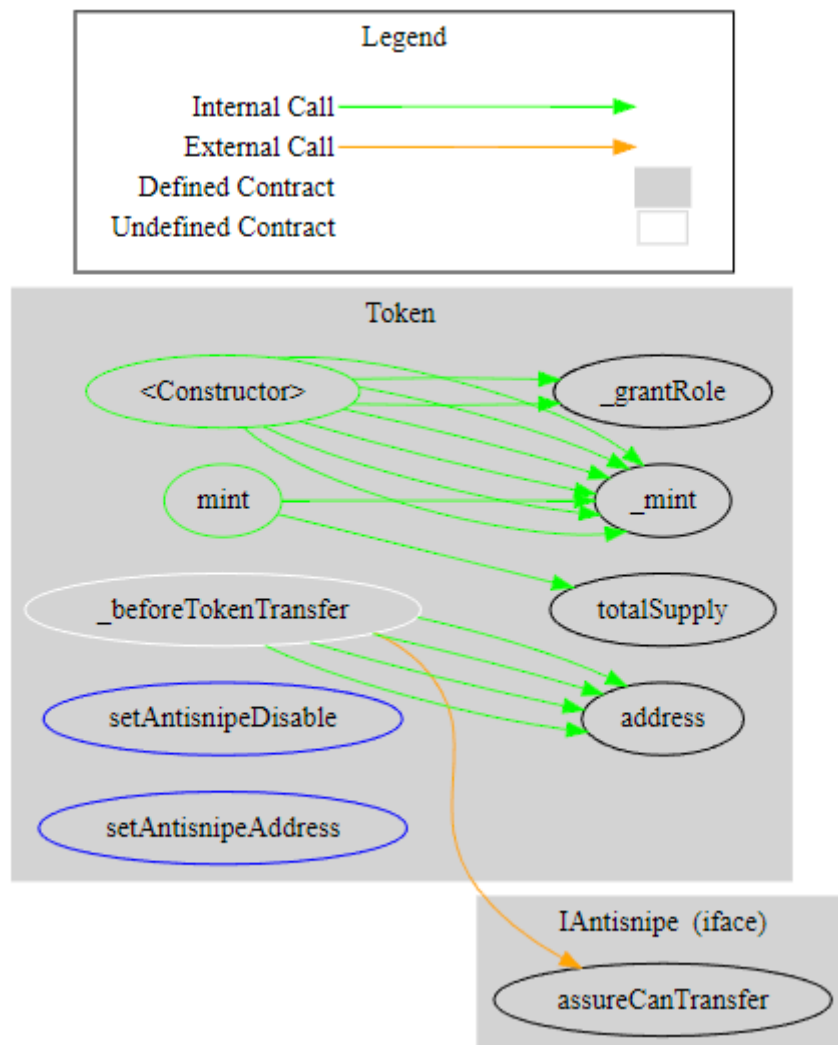 Legend
Internal Call
External Call
Defined Contract
Undefined Contract
Token
<Constructor>
_grantRole
mint
_mint
_beforeTokenTransfer
totalSupply
setAntisnipeDisable
address
setAntisnipeAddress
IAntisnipe (iface)
assureCanTransfer